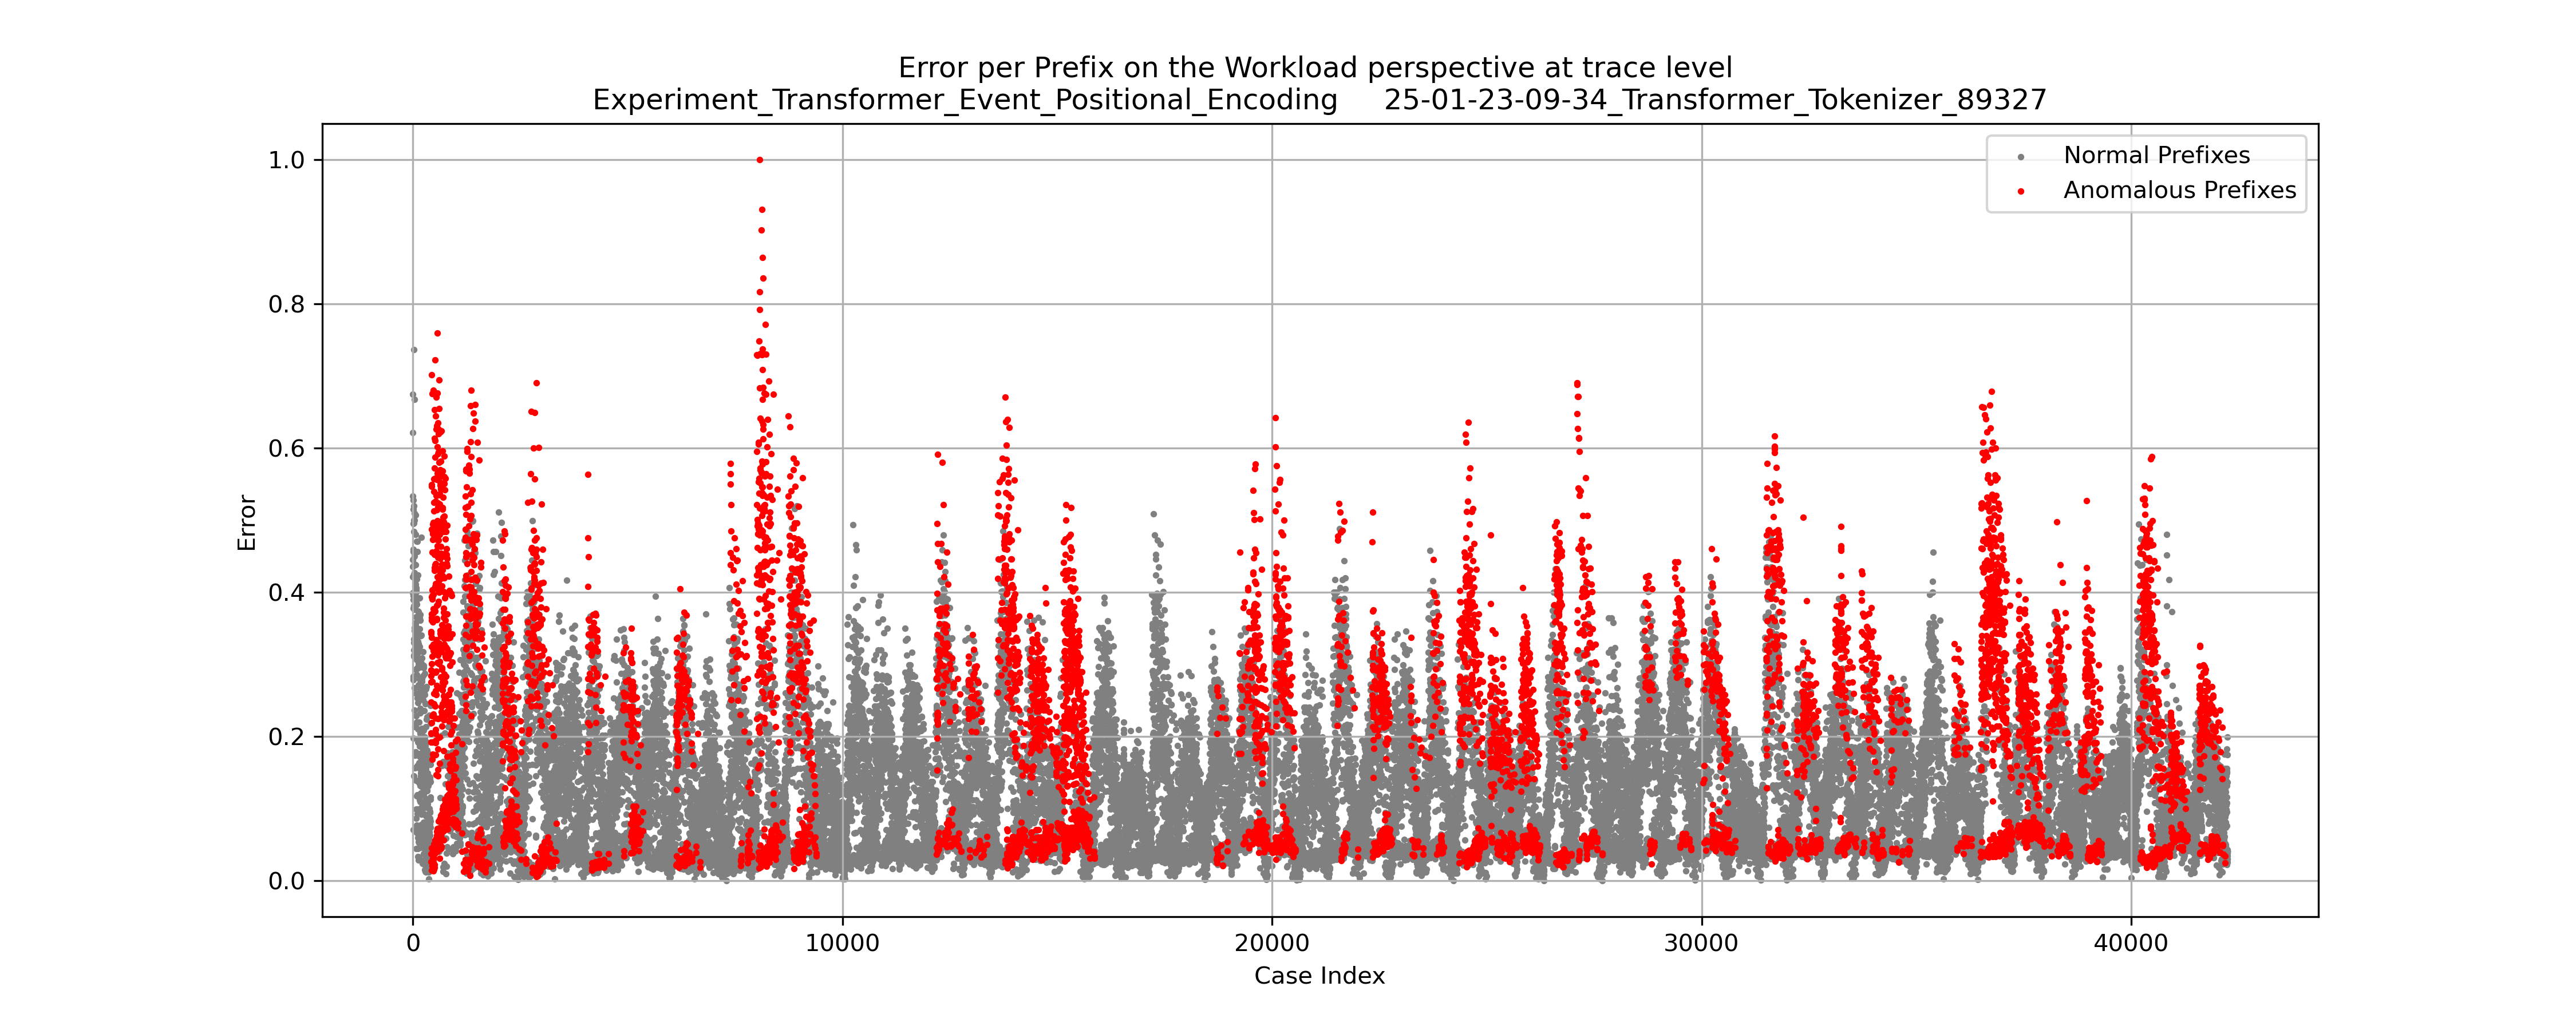 Error per Prefix on the Workload perspective at trace level
Experiment_Transformer_Event_Positional_Encoding 25-01-23-09-34_Transformer_Tokenizer_89327
Normal Prefixes
Anomalous Prefixes
1.0
0.8
0.6
0.4
0.2
0.0
Error
0 10000 20000 30000 40000
Case Index